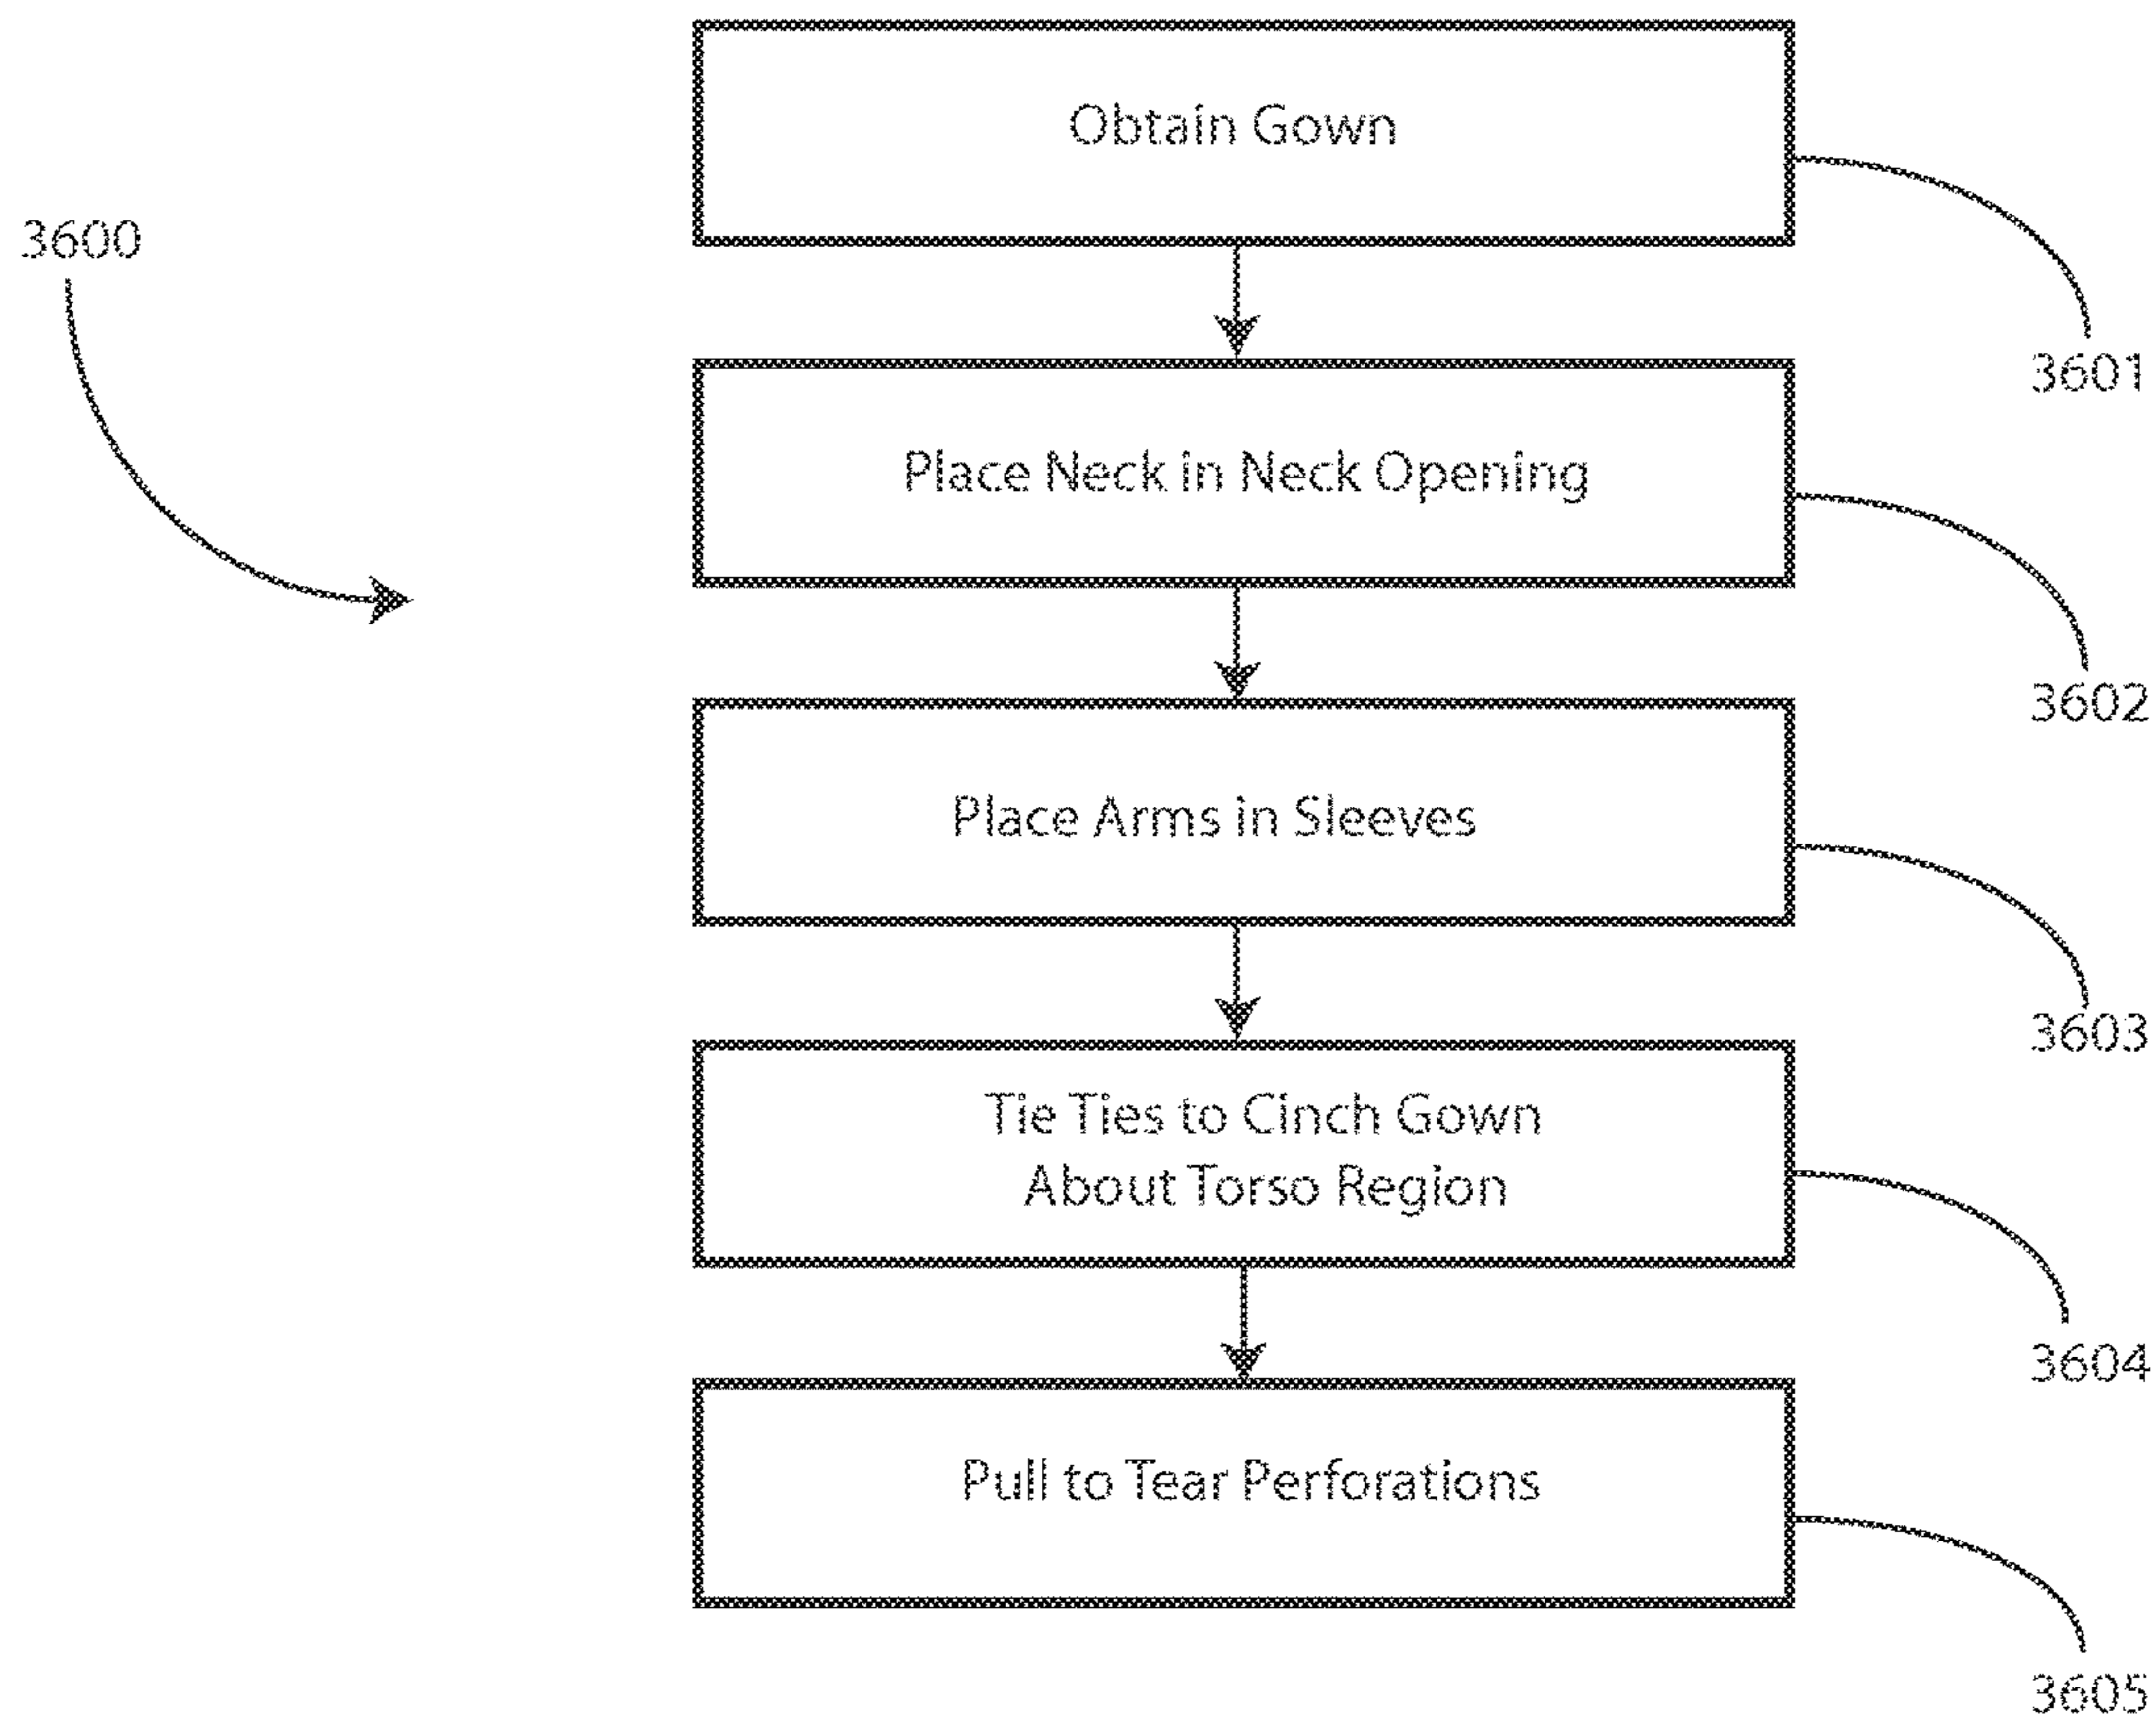 Obtain Gown
3600
3601
Place Neck in Neck Opening
3602
Place Arms in Sleeves
3603
Tie Ties to Cinch Gown
About Torso Region
3604
Pull to Tear Perforations
3605